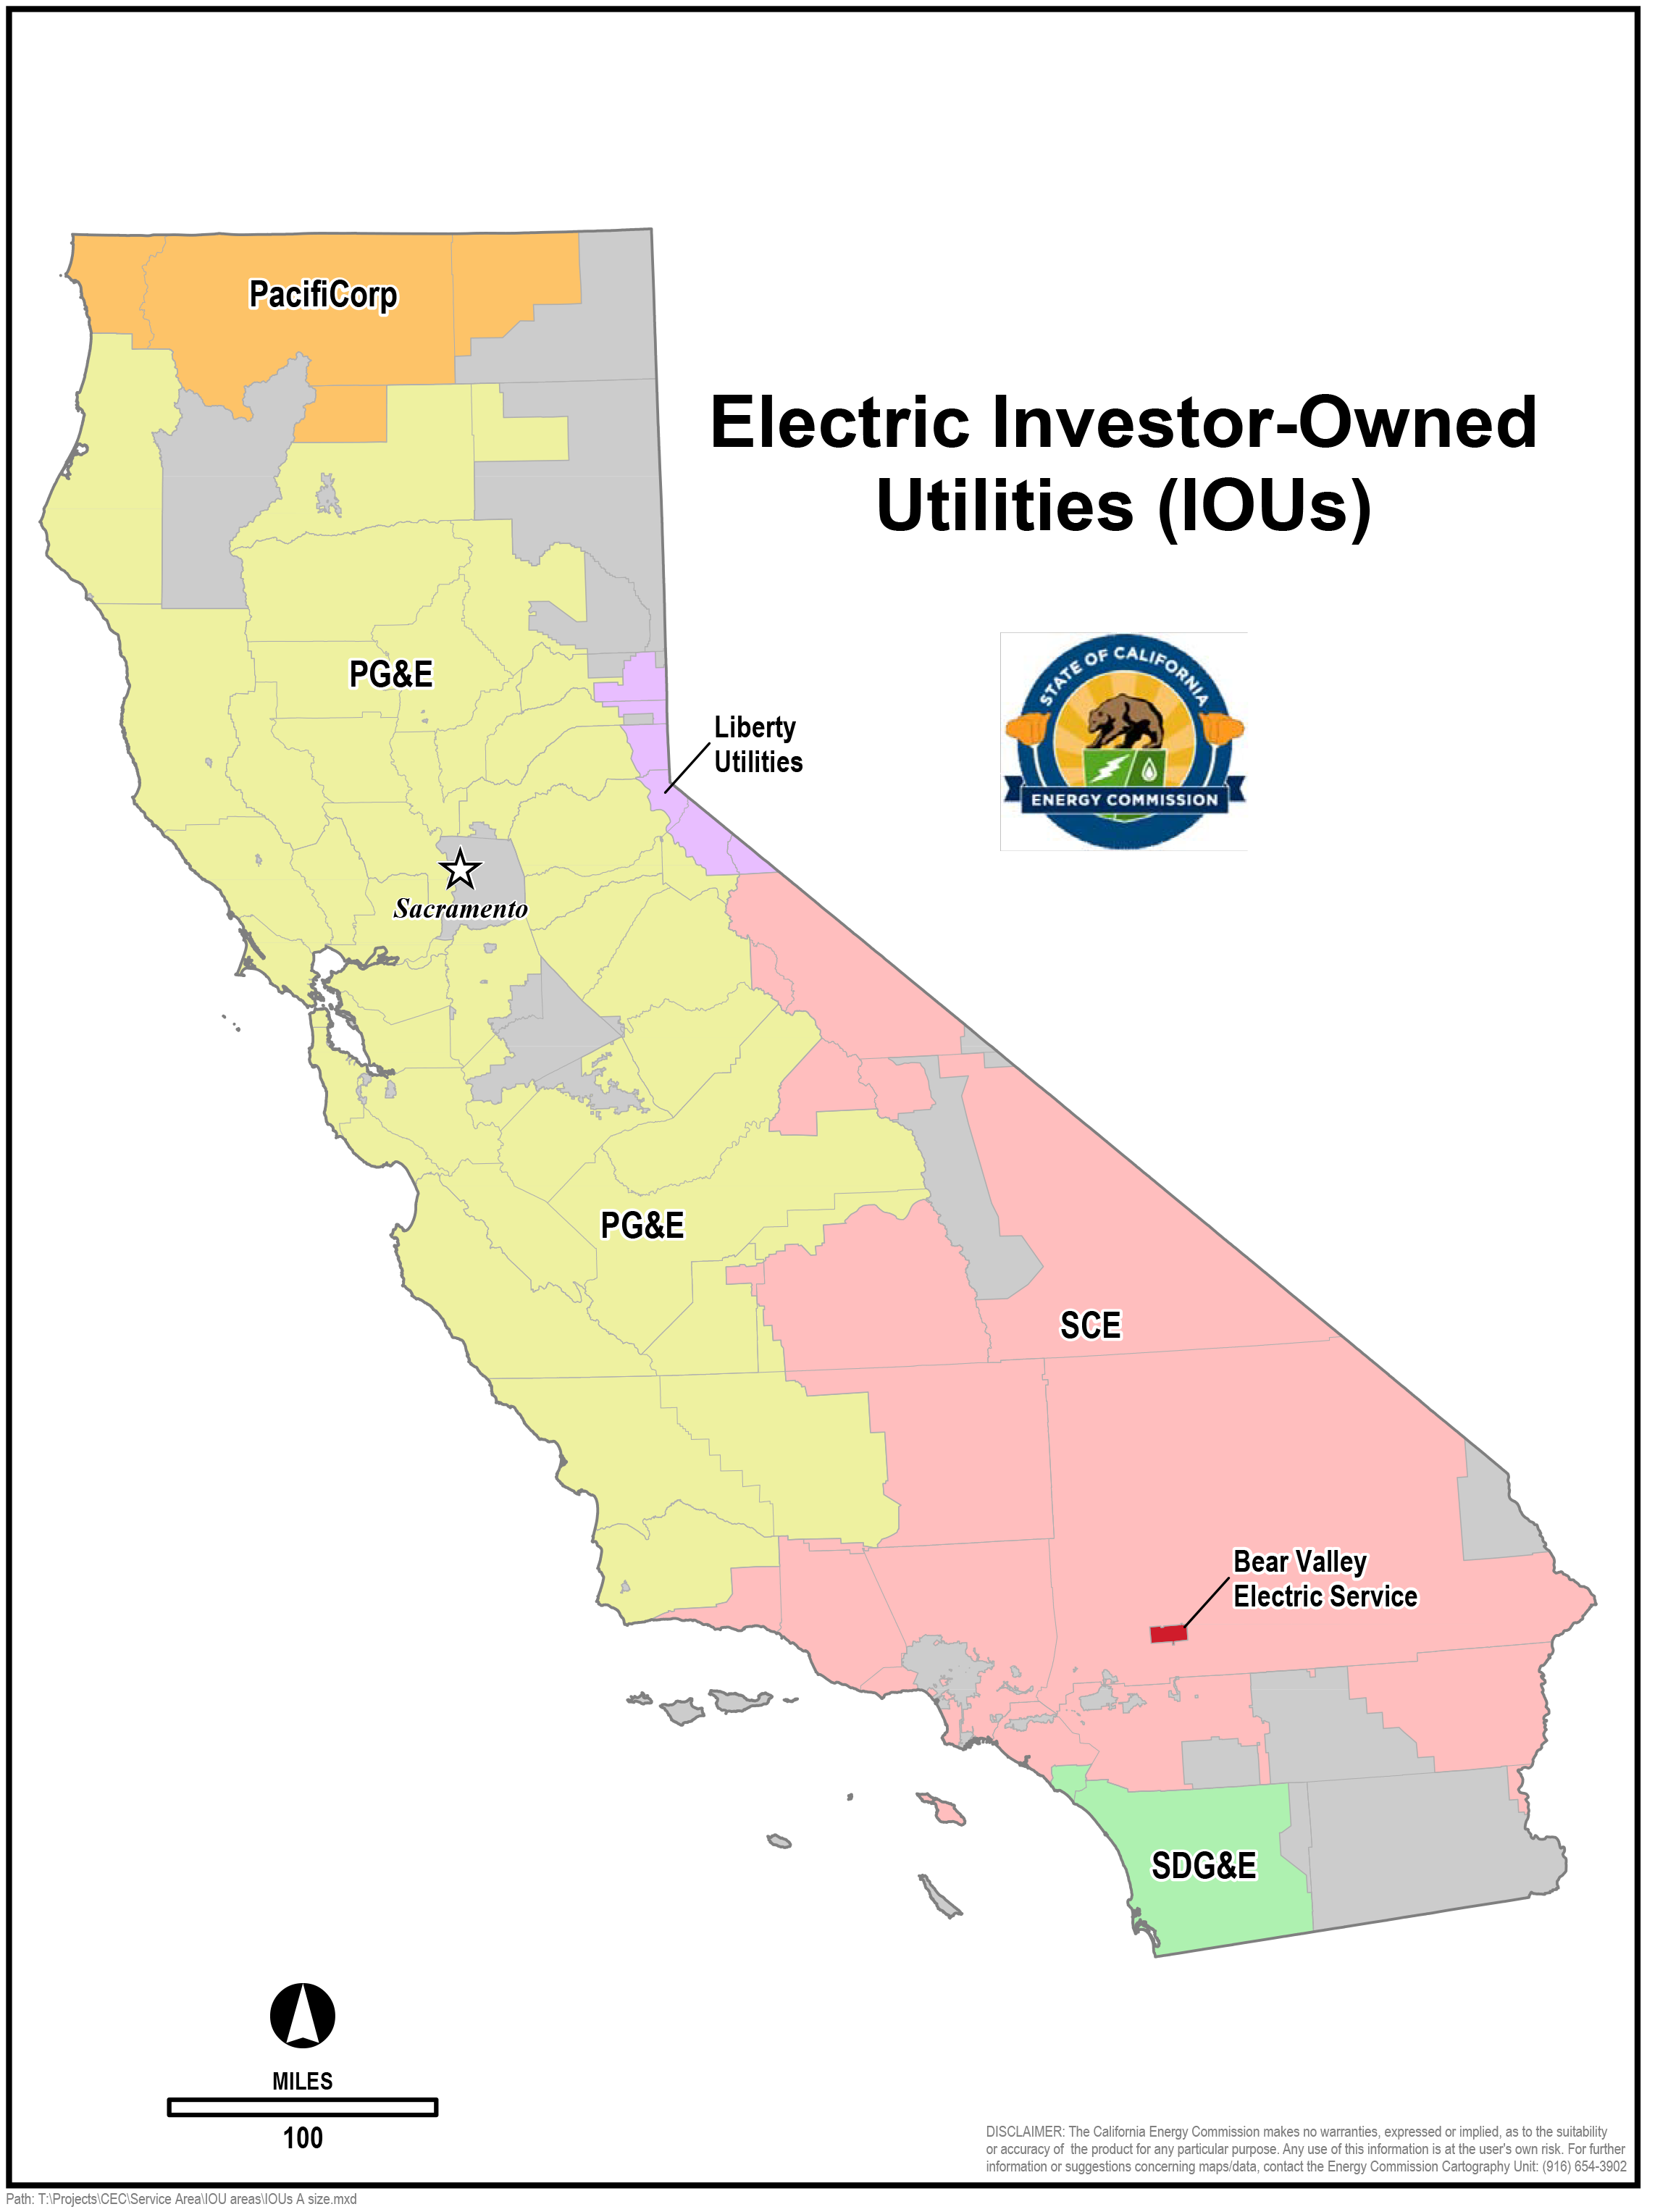 PacifiCorp
Electric Investor-Owned
Utilities (IOUs)
STATE OF CALIFORNIA
ENERGY COMMISSION
PG&E
Liberty
Utilities
Sacramento
PG&E
SCE
Bear Valley
Electric Service
SDG&E
MILES
100
DISCLAIMER: The California Energy Commission makes no warranties, expressed or implied, as to the suitability
or accuracy of the product for any particular purpose. Any use of this information is at the user's own risk. For further
information or suggestions concerning maps/data, contact the Energy Commission Cartography Unit: (916) 654-3902
Path: T:\Projects\CEC\Service Area\IOU areas\IOUs A size.mxd